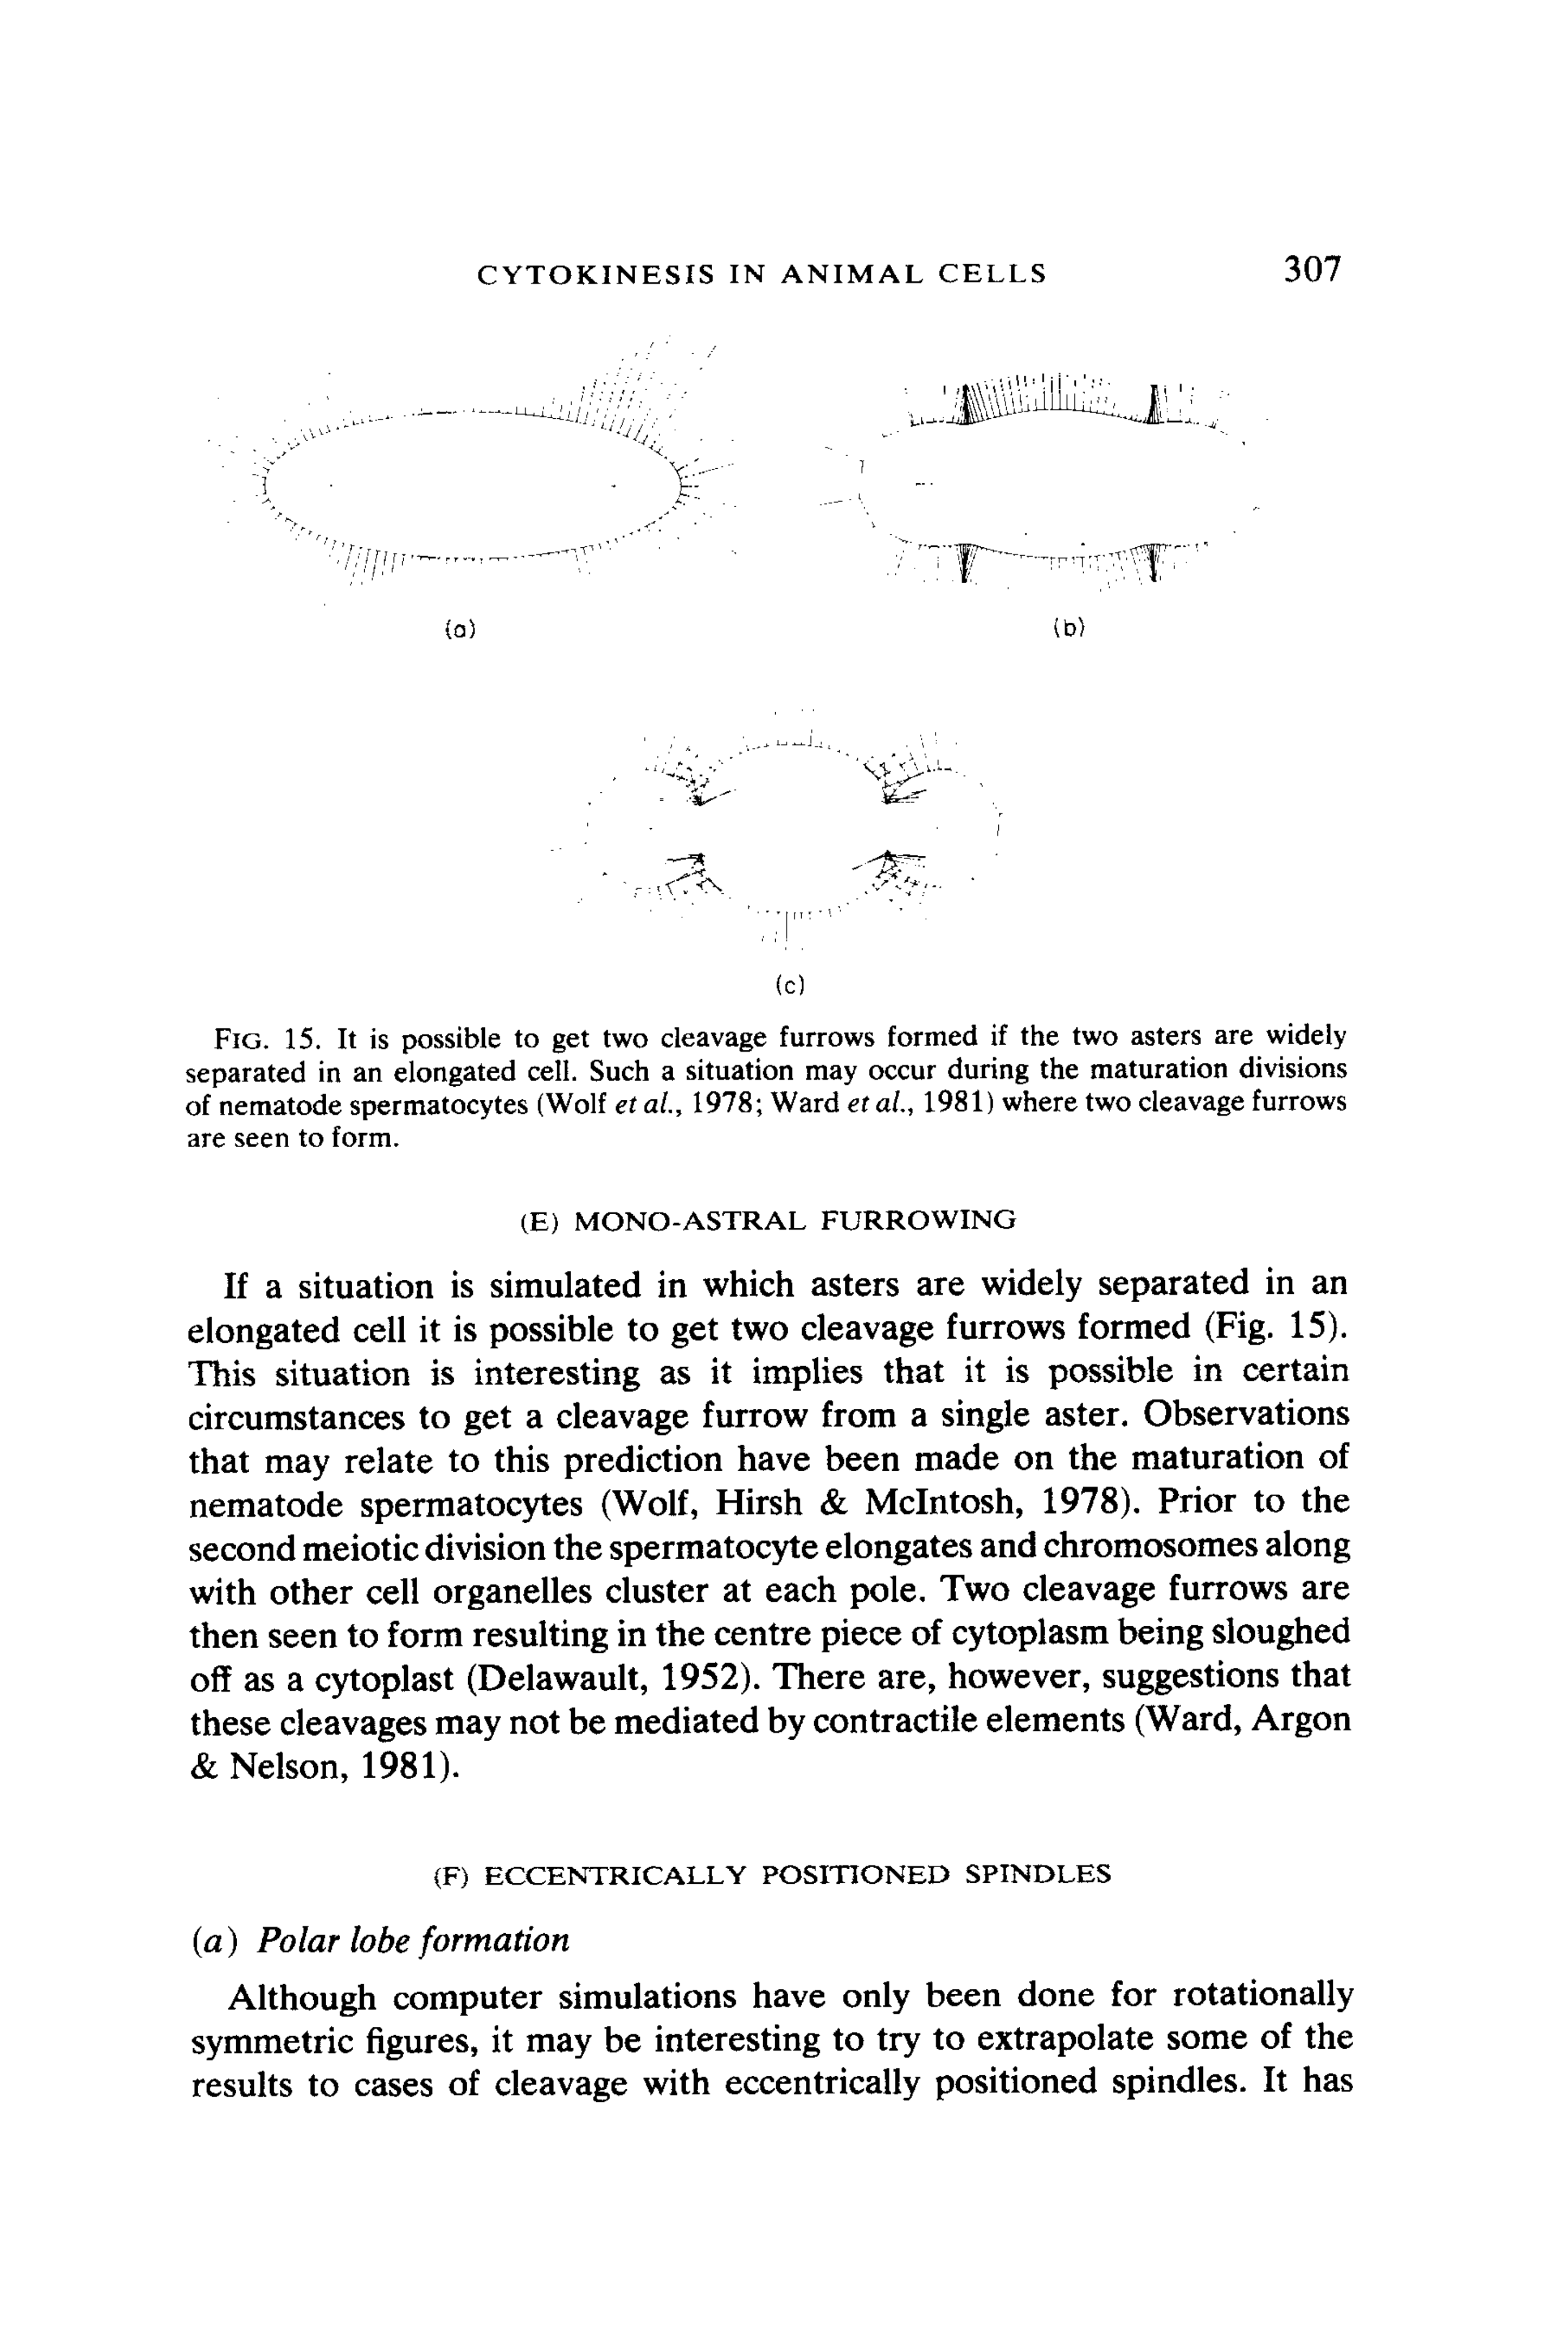 CYTOKINESIS IN ANIMAL CELLS 307
(a)
(b)
(c)
FIG. 15. It is possible to get two cleavage furrows formed if the two asters are widely
separated in an elongated cell. Such a situation may occur during the maturation divisions
of nematode spermatocytes (Wolf et al., 1978; Ward et al., 1981) where two cleavage furrows
are seen to form.
(E) MONO-ASTRAL FURROWING
If a situation is simulated in which asters are widely separated in an
elongated cell it is possible to get two cleavage furrows formed (Fig. 15).
This situation is interesting as it implies that it is possible in certain
circumstances to get a cleavage furrow from a single aster. Observations
that may relate to this prediction have been made on the maturation of
nematode spermatocytes (Wolf, Hirsh & McIntosh, 1978). Prior to the
second meiotic division the spermatocyte elongates and chromosomes along
with other cell organelles cluster at each pole. Two cleavage furrows are
then seen to form resulting in the centre piece of cytoplasm being sloughed
off as a cytoplast (Delawault, 1952). There are, however, suggestions that
these cleavages may not be mediated by contractile elements (Ward, Argon
& Nelson, 1981).
(F) ECCENTRICALLY POSITIONED SPINDLES
(a) Polar lobe formation
Although computer simulations have only been done for rotationally
symmetric figures, it may be interesting to try to extrapolate some of the
results to cases of cleavage with eccentrically positioned spindles. It has